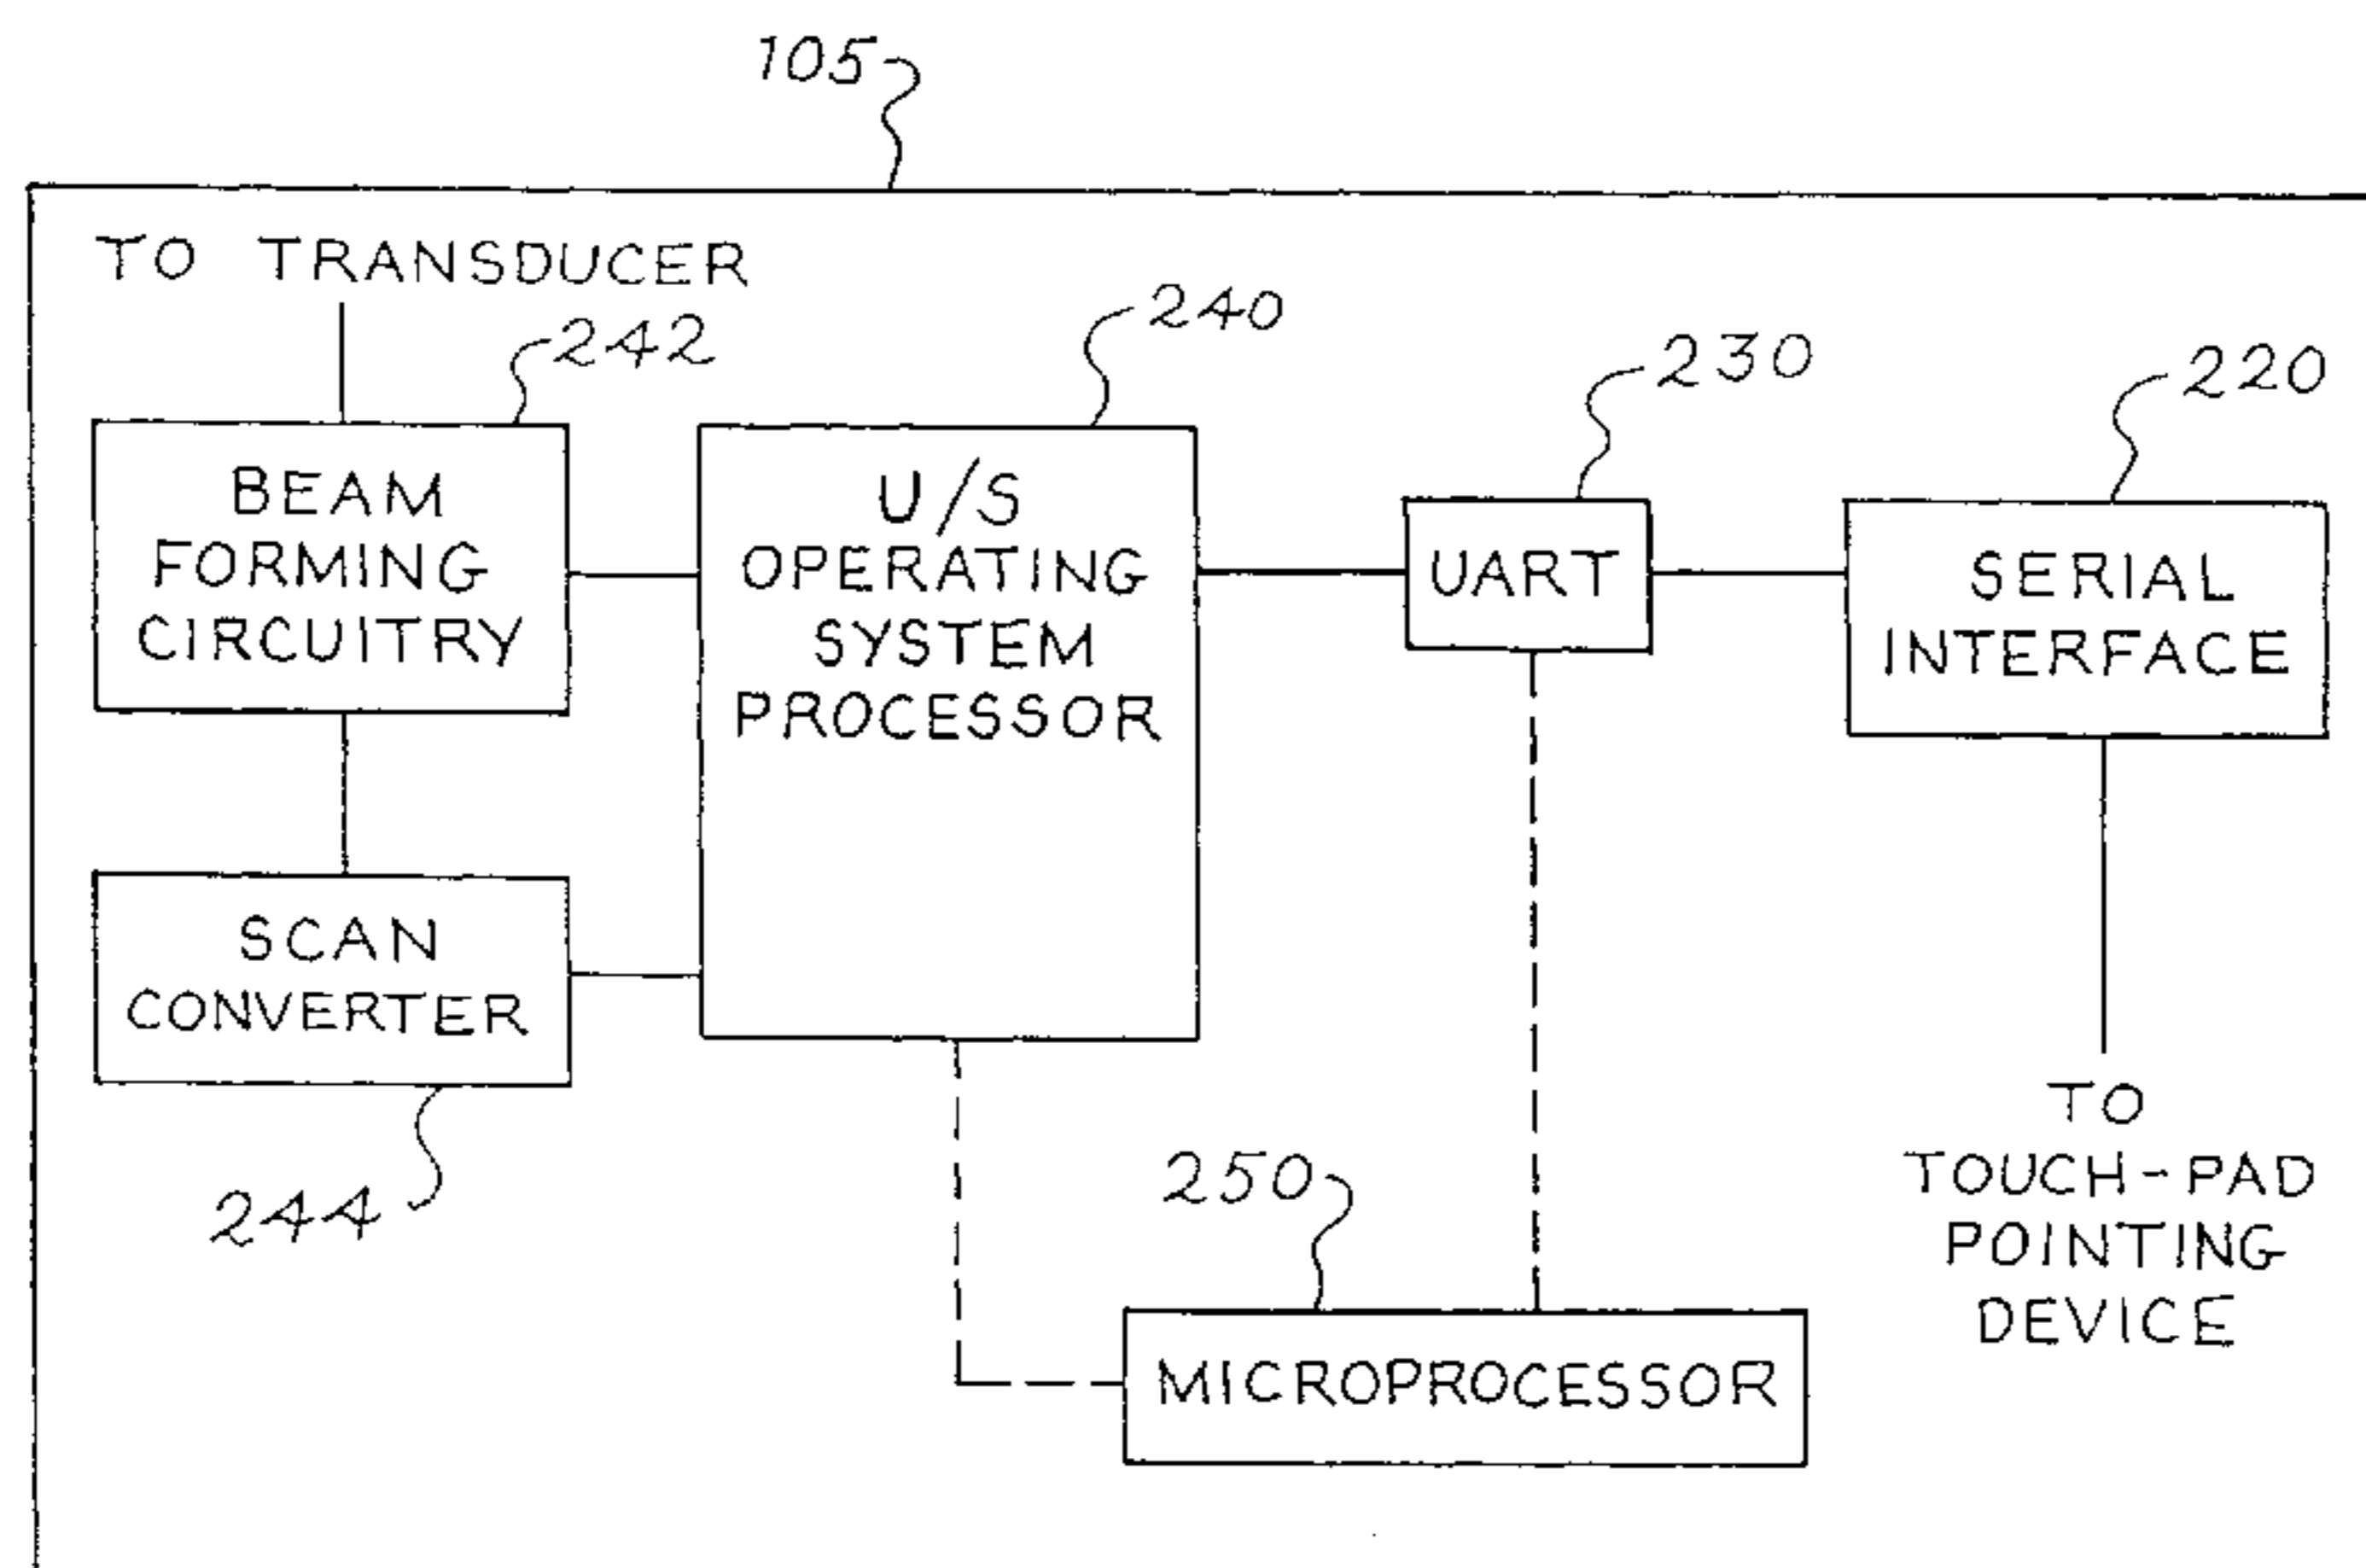 105
TO TRANSDUCER
242
240
230
220
BEAM
FORMING
CIRCUITRY
U/S
OPERATING
SYSTEM
PROCESSOR
UART
SERIAL
INTERFACE
SCAN
CONVERTER
244
250
MICROPROCESSOR
TO
TOUCH-PAD
POINTING
DEVICE